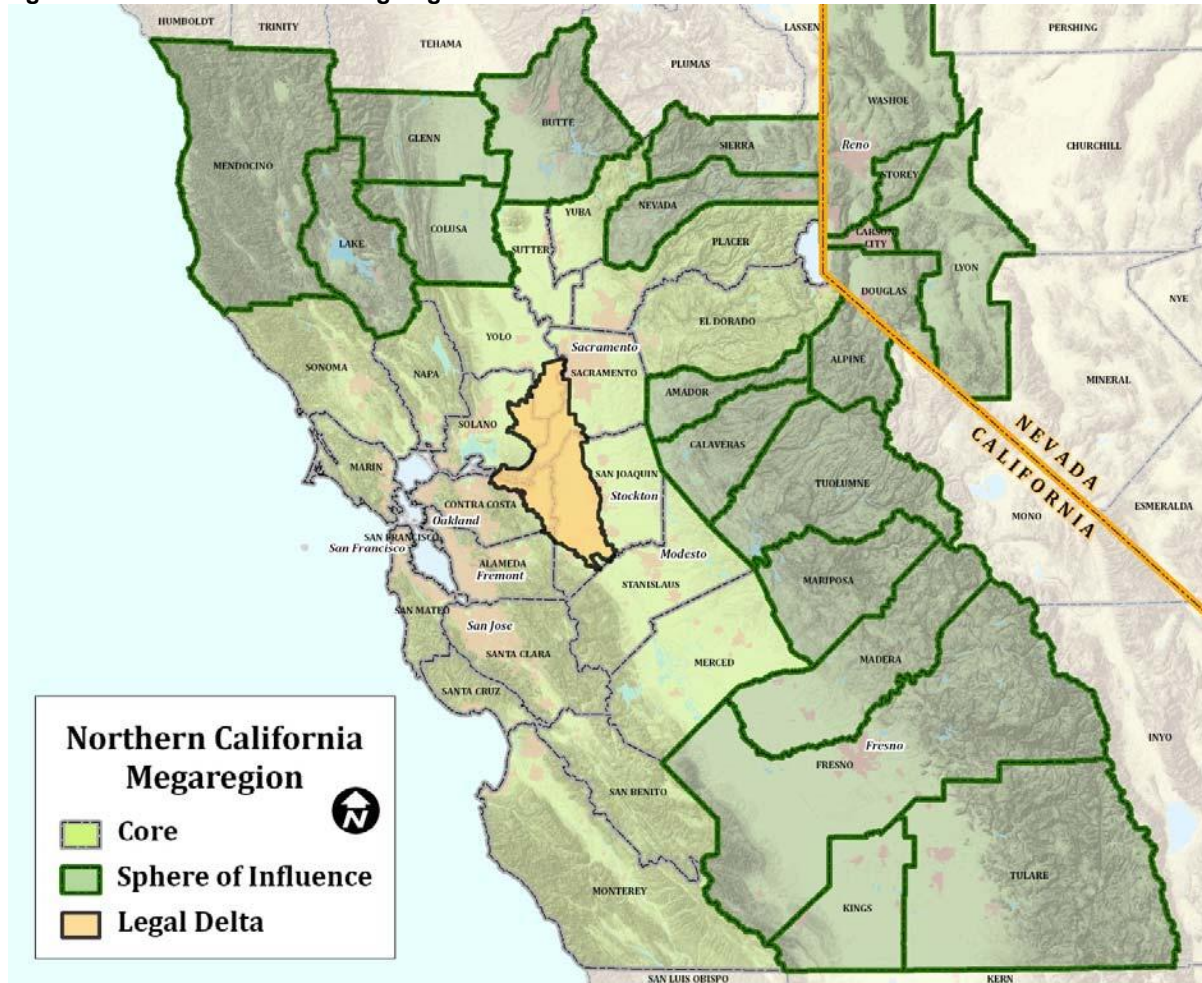 HUMBOLDT
TRINITY
TEHAMA
LASSEN
PERSHING
PLUMAS
WASHOE
BUTTE
GLENN
SIERRA
Reno
CHURCHILL
MENDOCINO
STOREY
NEVADA
YUBA
COLUSA
LAKE
SUTTER
PLACER
CARSON
CITY
LYON
DOUGLAS
NYE
YOLO
EL DORADO
Sacramento
SONOMA
NAPA
SACRAMENTO
ALPINE
MINERAL
AMADOR
SOLANO
CALAVERAS
NEVADA
CALIFORNIA
MARIN
SAN JOAQUIN
TUOLUMNE
Stockton
CONTRA COSTA
ESMERALDA
MONO
Oakland
SAN FRANCISCO
San Francisco
Modesto
ALAMEDA
Fremont
STANISLAUS
MARIPOSA
SAN MATEO
San Jose
SANTA CLARA
MERCED
MADERA
SANTA CRUZ
INYO
Fresno
FRESNO
SAN BENITO
TULARE
MONTEREY
KINGS
SAN LUIS OBISPO
KERN
Northern California
Megaregion
N
Core
Sphere of Influence
Legal Delta